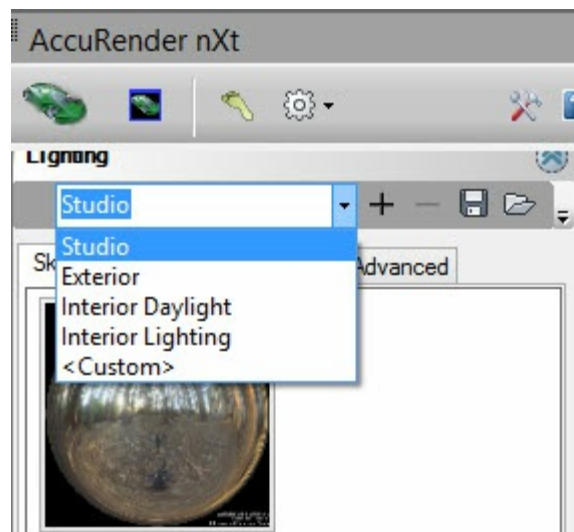 AccuRender nXt
Lighting
Studio
Studio
Exterior
Interior Daylight
Interior Lighting
<Custom>
Sk
Advanced